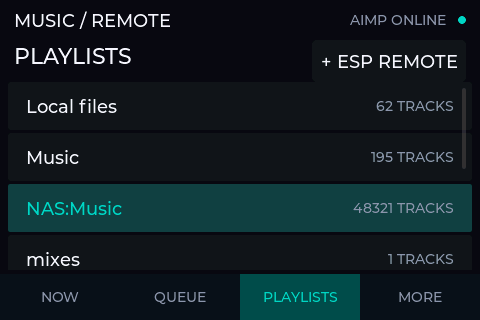 MUSIC / REMOTE
AIMP ONLINE
PLAYLISTS
+ ESP REMOTE
Local files 62 TRACKS
Music 195 TRACKS
NAS:Music 48321 TRACKS
mixes 1 TRACKS
NOW QUEUE PLAYLISTS MORE